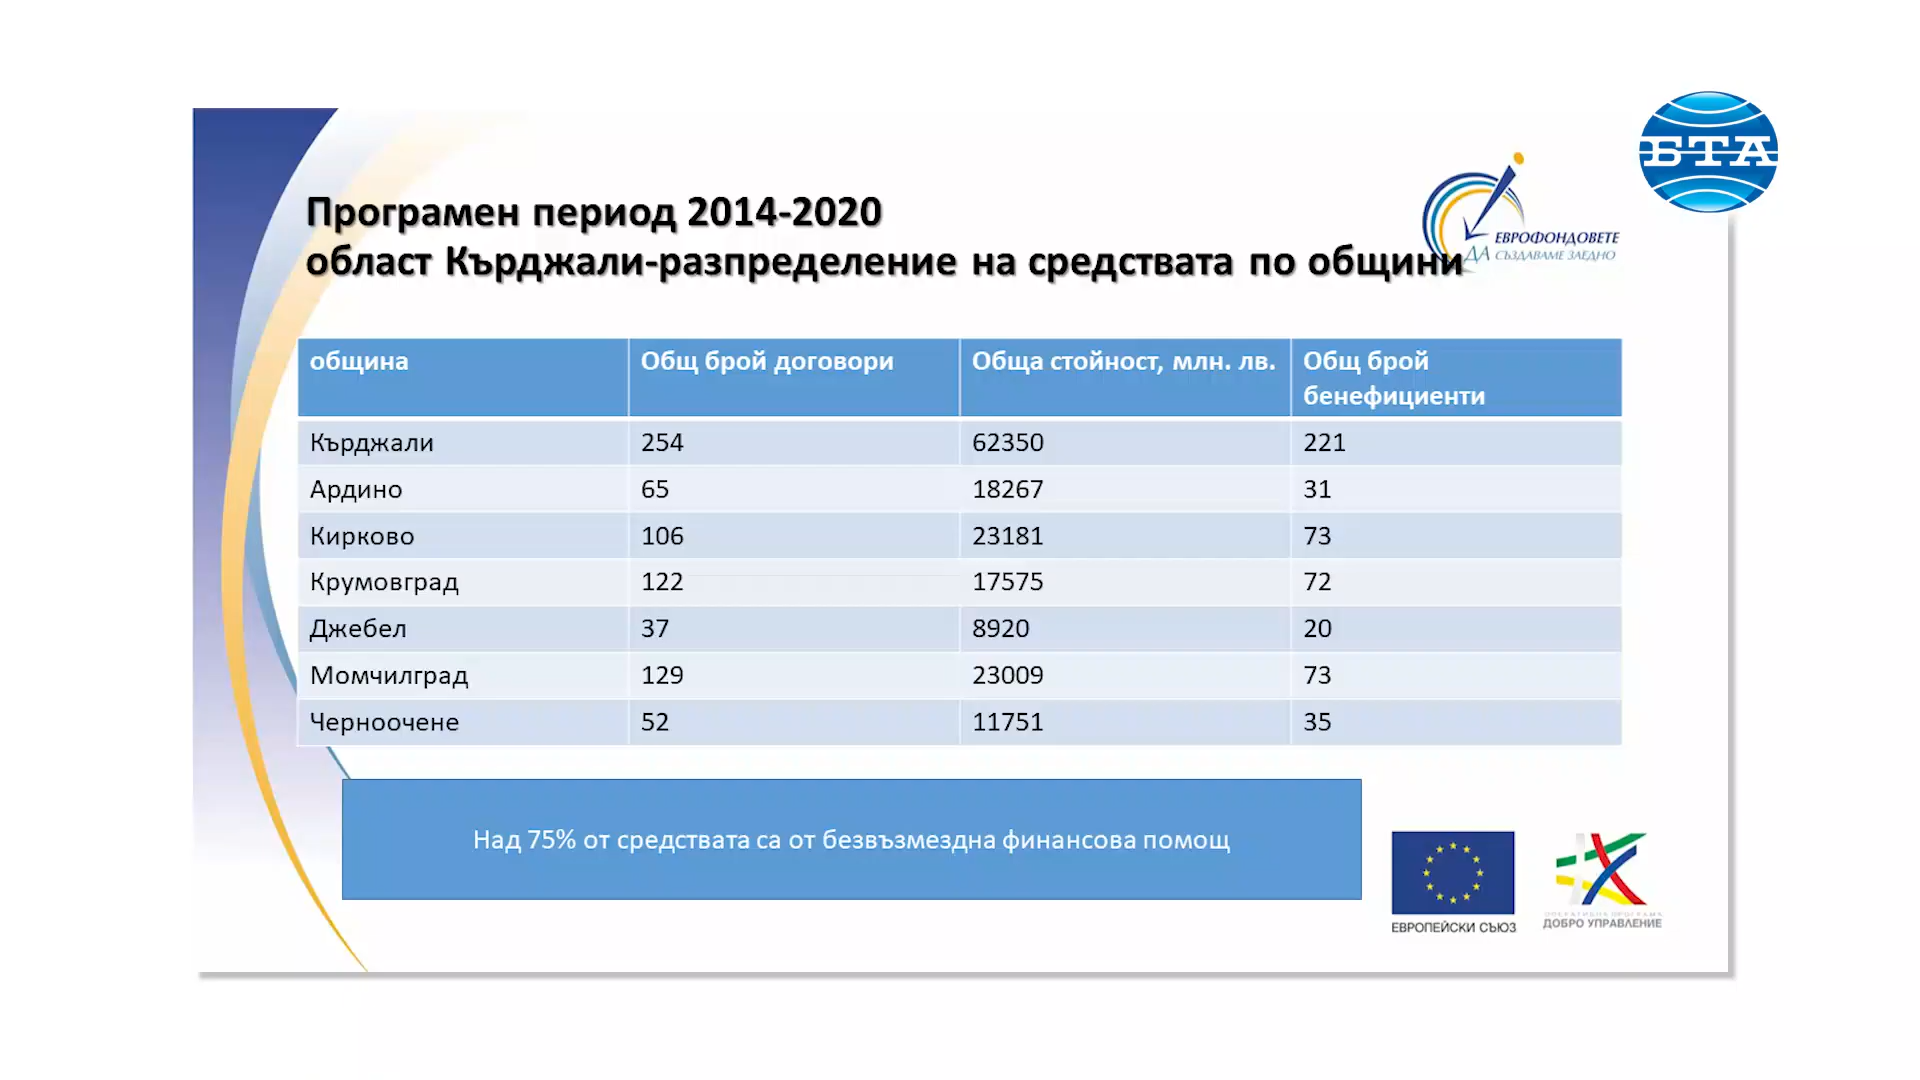 БТА
Програмен период 2014-2020
област Кърджали-разпределение на средствата по общини
ЕВРОФОНДОВЕТЕ
ДА СЪЗДАВАМЕ ЗАЕДНО
община Общ брой договори Обща стойност, млн. лв. Общ брой бенефициенти
Кърджали 254 62350 221
Ардино 65 18267 31
Кирково 106 23181 73
Крумовград 122 17575 72
Джебел 37 8920 20
Момчилград 129 23009 73
Черноочене 52 11751 35
Над 75% от средствата са от безвъзмездна финансова помощ
ЕВРОПЕЙСКИ СЪЮЗ
ОПЕРАТИВНА ПРОГРАМА
ДОБРО УПРАВЛЕНИЕ